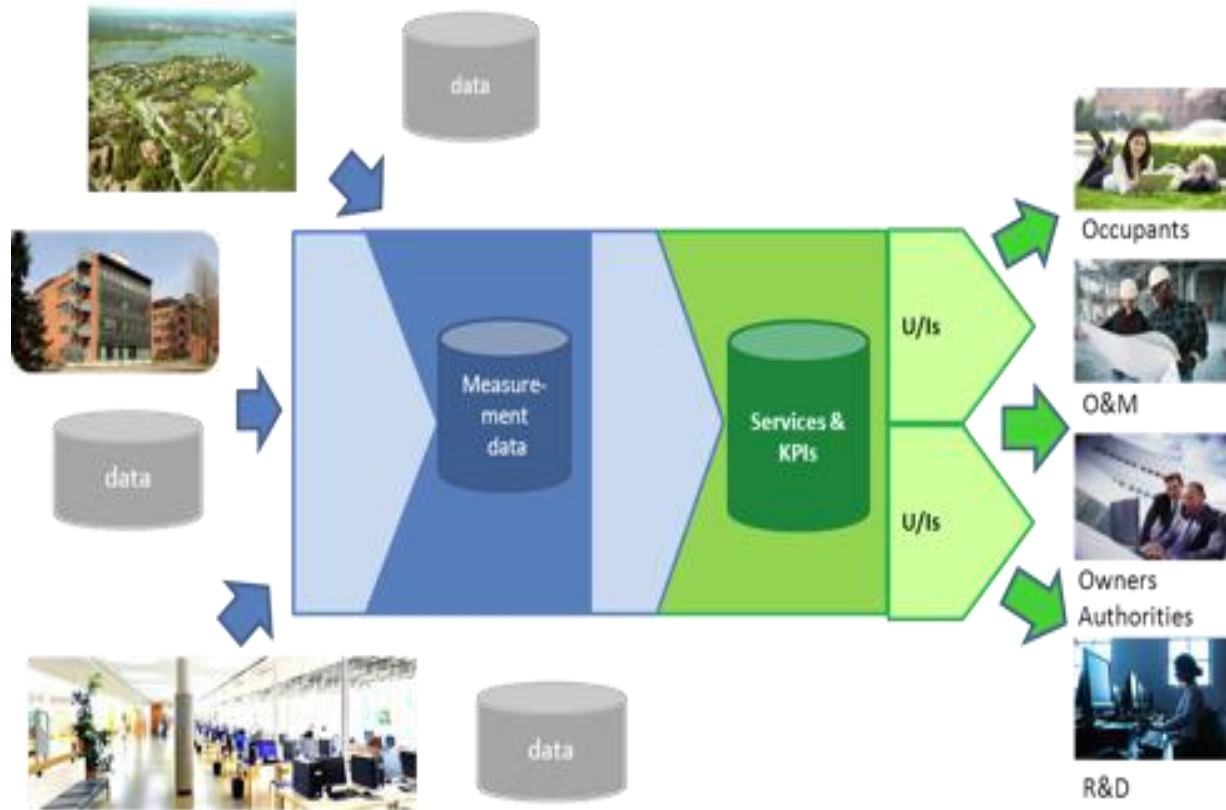 data
Occupants
data
Measure-
ment
data
Services &
KPIs
U/Is
U/Is
O&M
Owners
Authorities
data
R&D